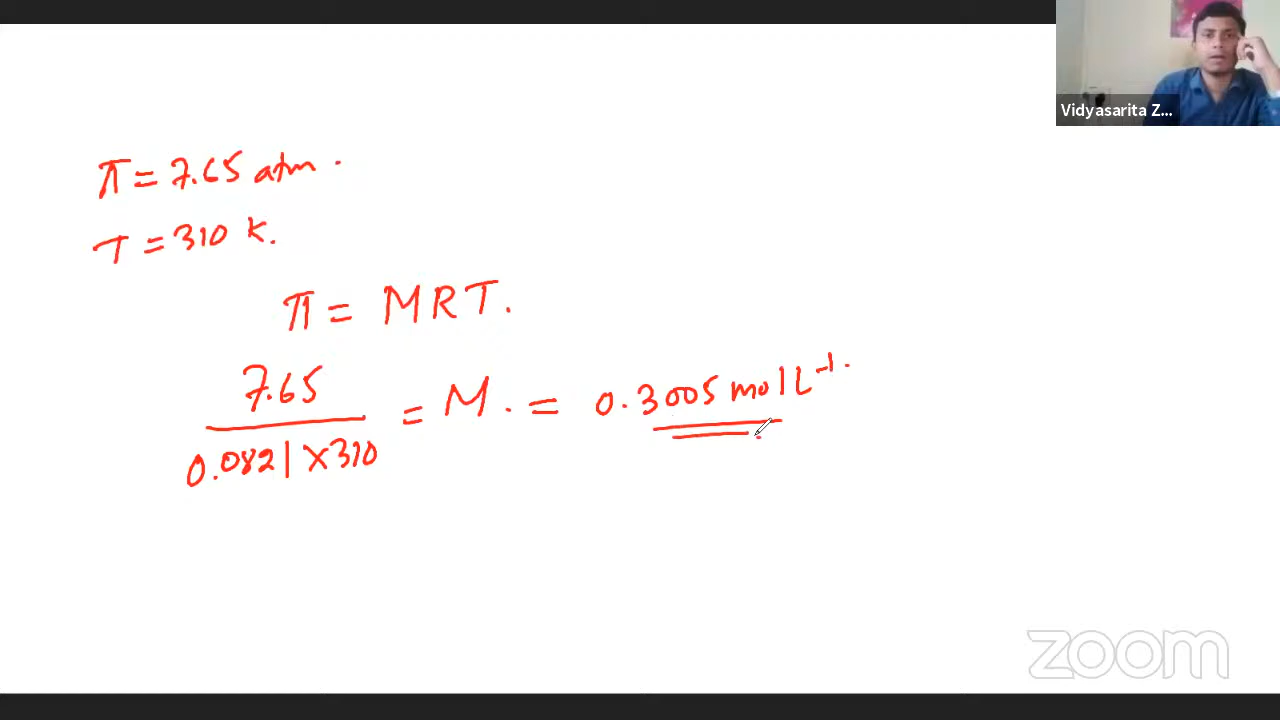 π = 7.65 atm.
T = 310 K.
π = MRT.
7.65
0.0821 × 310
= M. = 0.3005 mol L⁻¹.
Vidyasarita Z...
zoom